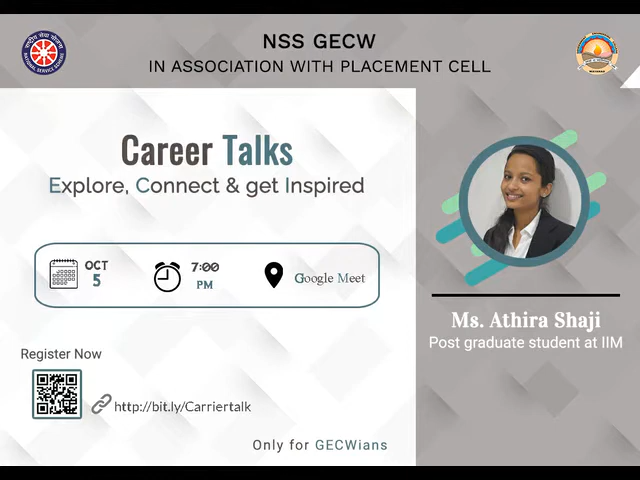 NSS GECW
IN ASSOCIATION WITH PLACEMENT CELL
Career Talks
Explore, Connect & get Inspired
OCT
5
7:00
PM
Google Meet
Ms. Athira Shaji
Post graduate student at IIM
Register Now
http://bit.ly/Carriertalk
Only for GECWians